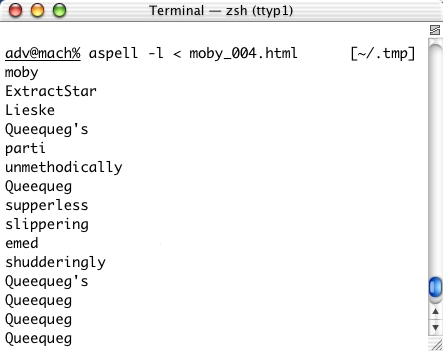 Terminal — zsh (ttyp1)
adv@mach% aspell -l < moby_004.html [~/.tmp]
moby
ExtractStar
Lieske
Queequeg's
parti
unmethodically
Queequeg
supperless
slippering
emed
shudderingly
Queequeg's
Queequeg
Queequeg
Queequeg